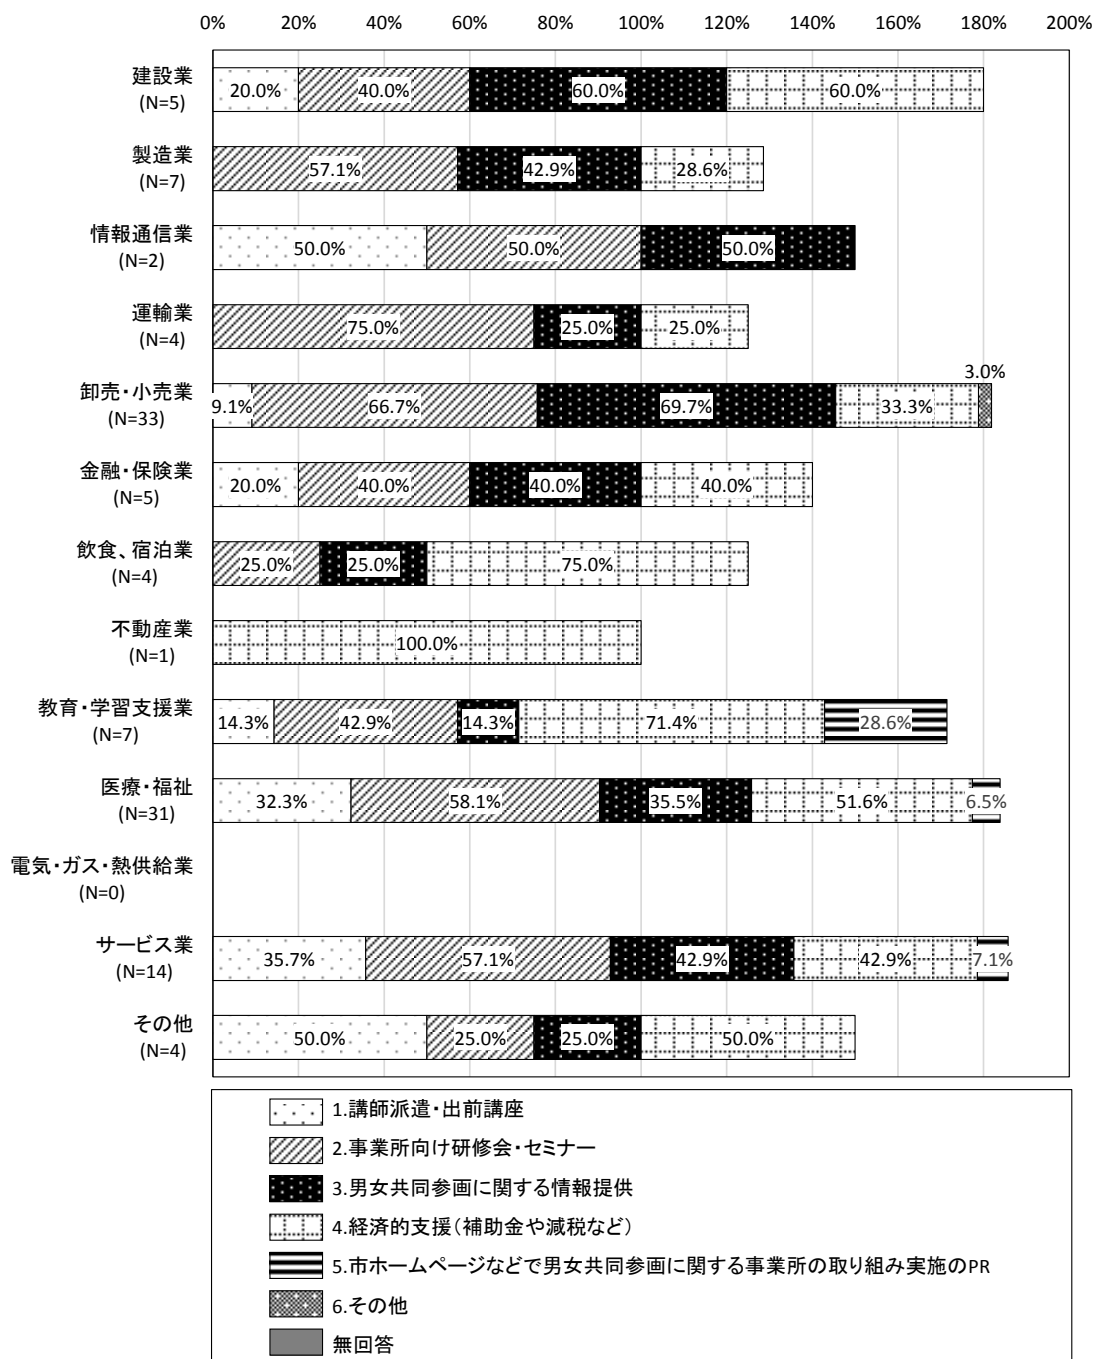 0% 20% 40% 60% 80% 100% 120% 140% 160% 180% 200%
建設業
(N=5)
20.0% 40.0% 60.0% 60.0%
製造業
(N=7)
57.1% 42.9% 28.6%
情報通信業
(N=2)
50.0% 50.0% 50.0%
運輸業
(N=4)
75.0% 25.0% 25.0%
3.0%
卸売・小売業
(N=33)
9.1% 66.7% 69.7% 33.3%
金融・保険業
(N=5)
20.0% 40.0% 40.0% 40.0%
飲食、宿泊業
(N=4)
25.0% 25.0% 75.0%
不動産業
(N=1)
100.0%
教育・学習支援業
(N=7)
14.3% 42.9% 14.3% 71.4% 28.6%
医療・福祉
(N=31)
32.3% 58.1% 35.5% 51.6% 6.5%
電気・ガス・熱供給業
(N=0)
サービス業
(N=14)
35.7% 57.1% 42.9% 42.9% 7.1%
その他
(N=4)
50.0% 25.0% 25.0% 50.0%
1.講師派遣・出前講座
2.事業所向け研修会・セミナー
3.男女共同参画に関する情報提供
4.経済的支援(補助金や減税など)
5.市ホームページなどで男女共同参画に関する事業所の取り組み実施のPR
6.その他
無回答